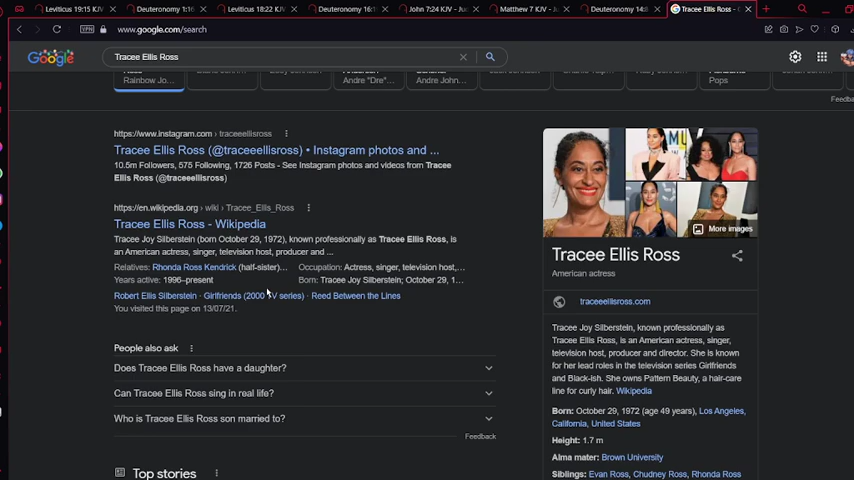 Leviticus 19:15 KJV
Deuteronomy 1:16
Leviticus 18:22 KJV
Deuteronomy 16:1
John 7:24 KJV - Ju
Matthew 7 KJV - Jud
Deuteronomy 14:8
Tracee Ellis Ross -
VPN www.google.com/search
Google
Tracee Ellis Ross
Rainbow Jo...
Andre "Dre"...
Andre John...
Pops
Feedba
https://www.instagram.com › traceeellisross
Tracee Ellis Ross (@traceeellisross) • Instagram photos and ...
10.5m Followers, 575 Following, 1726 Posts - See Instagram photos and videos from Tracee
Ellis Ross (@traceeellisross)
https://en.wikipedia.org › wiki › Tracee_Ellis_Ross
Tracee Ellis Ross - Wikipedia
Tracee Joy Silberstein (born October 29, 1972), known professionally as Tracee Ellis Ross, is
an American actress, singer, television host, producer and ...
Relatives: Rhonda Ross Kendrick (half-sister)...
Occupation: Actress, singer, television host,...
Years active: 1996–present
Born: Tracee Joy Silberstein; October 29, 1...
Robert Ellis Silberstein · Girlfriends (2000 TV series) · Reed Between the Lines
You visited this page on 13/07/21.
People also ask
Does Tracee Ellis Ross have a daughter?
Can Tracee Ellis Ross sing in real life?
Who is Tracee Ellis Ross son married to?
Feedback
Top stories
More images
Tracee Ellis Ross
American actress
traceeellisross.com
Tracee Joy Silberstein, known professionally as
Tracee Ellis Ross, is an American actress, singer,
television host, producer and director. She is known
for her lead roles in the television series Girlfriends
and Black-ish. She owns Pattern Beauty, a hair-care
line for curly hair. Wikipedia
Born: October 29, 1972 (age 49 years), Los Angeles,
California, United States
Height: 1.7 m
Alma mater: Brown University
Siblings: Evan Ross, Chudney Ross, Rhonda Ross